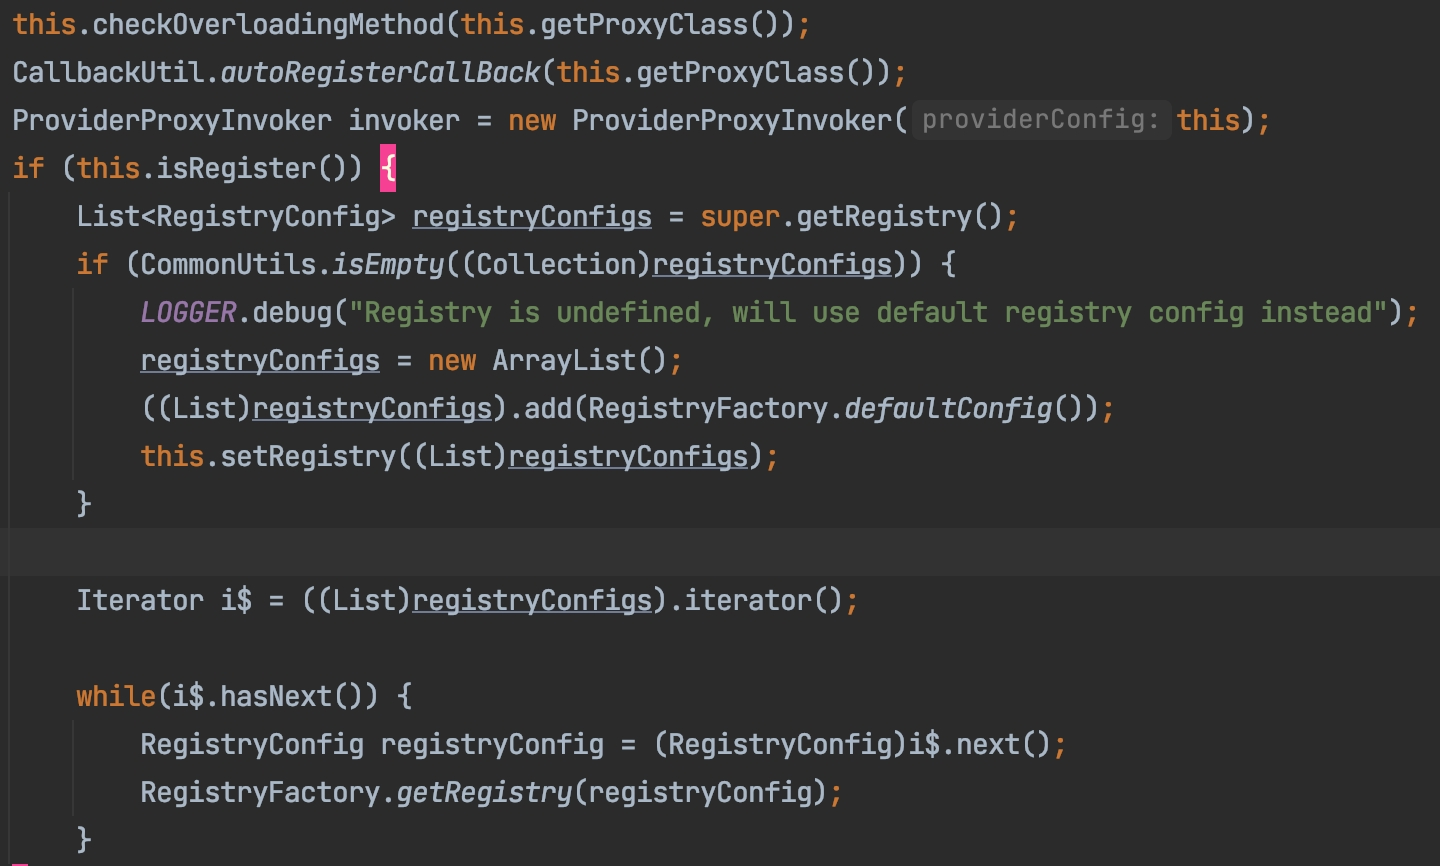 this.checkOverloadingMethod(this.getProxyClass());
CallbackUtil.autoRegisterCallBack(this.getProxyClass());
ProviderProxyInvoker invoker = new ProviderProxyInvoker( providerConfig: this);
if (this.isRegister()) {
List<RegistryConfig> registryConfigs = super.getRegistry();
if (CommonUtils.isEmpty((Collection)registryConfigs)) {
LOGGER.debug("Registry is undefined, will use default registry config instead");
registryConfigs = new ArrayList();
((List)registryConfigs).add(RegistryFactory.defaultConfig());
this.setRegistry((List)registryConfigs);
}
Iterator i$ = ((List)registryConfigs).iterator();
while(i$.hasNext()) {
RegistryConfig registryConfig = (RegistryConfig)i$.next();
RegistryFactory.getRegistry(registryConfig);
}